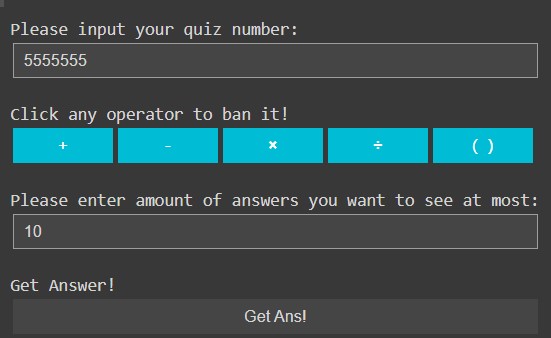 Please input your quiz number:
5555555
Click any operator to ban it!
+ - × ÷ ( )
Please enter amount of answers you want to see at most:
10
Get Answer!
Get Ans!